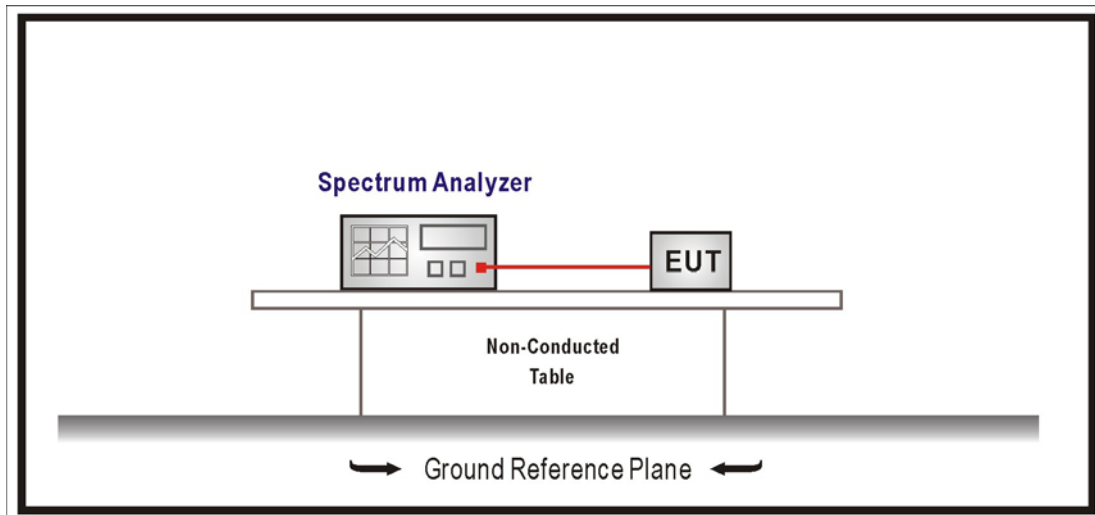 Spectrum Analyzer
EUT
Non-Conducted
Table
Ground Reference Plane